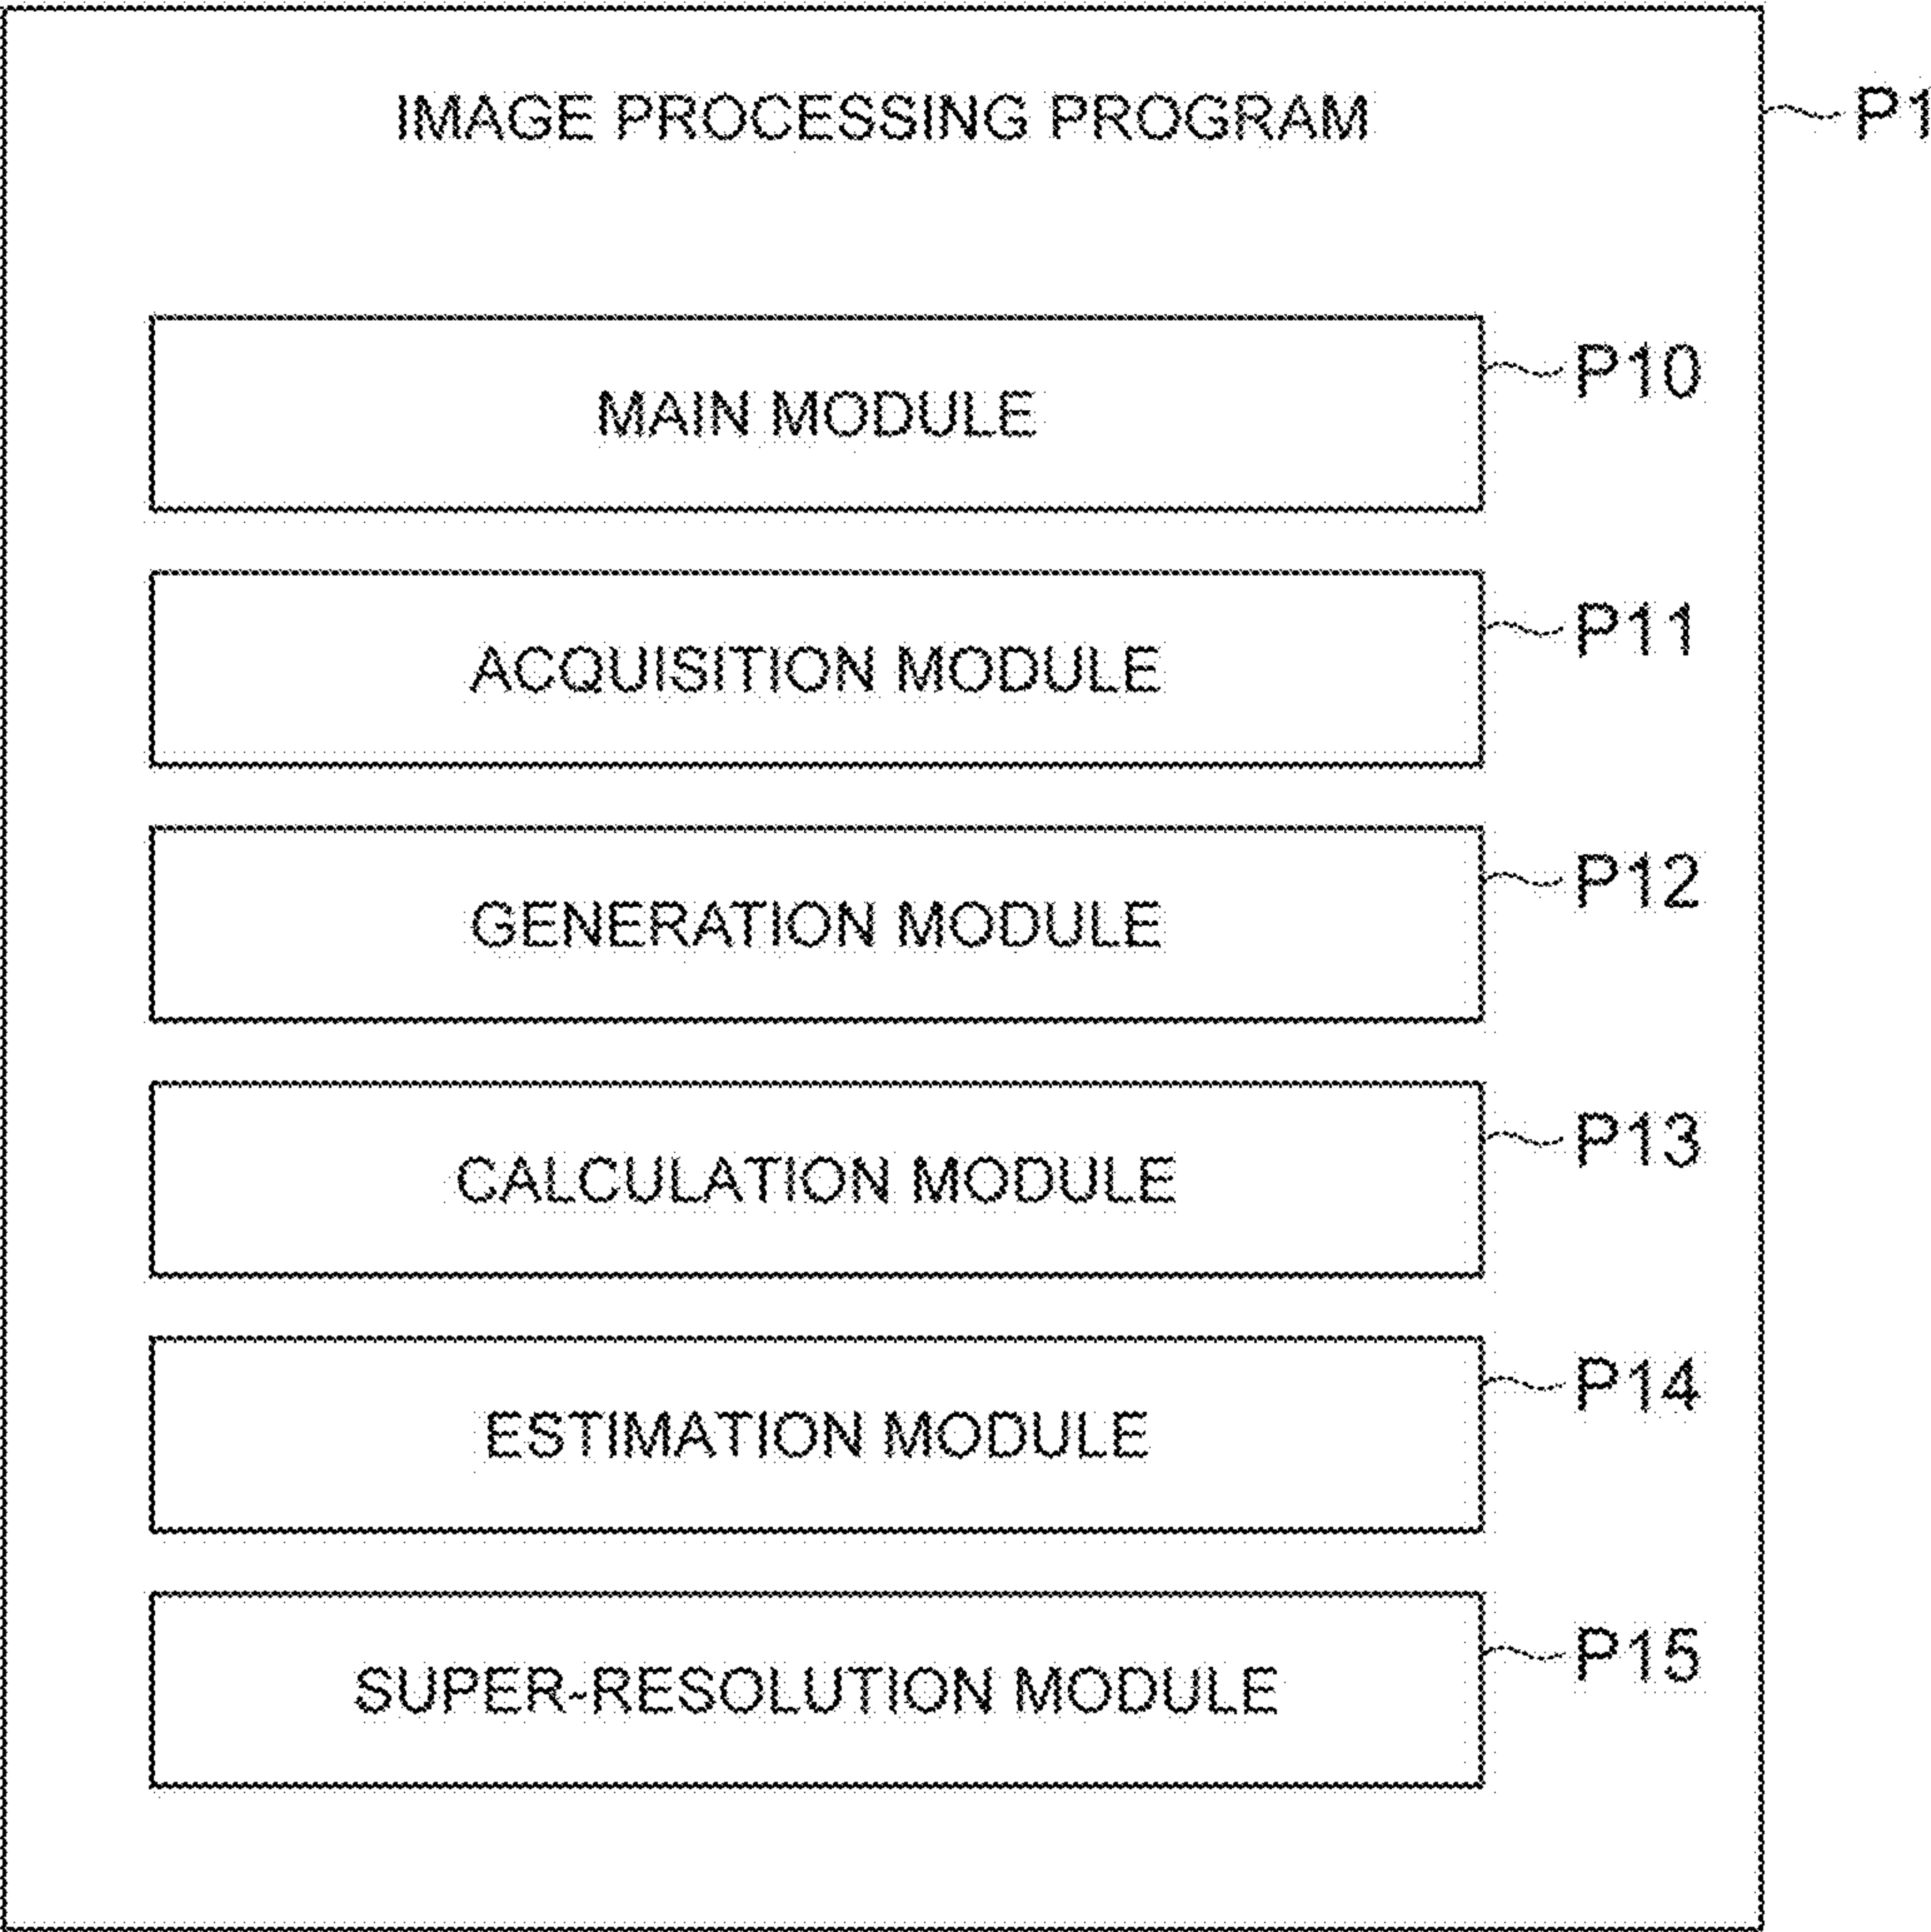 IMAGE PROCESSING PROGRAM
P1
MAIN MODULE
P10
ACQUISITION MODULE
P11
GENERATION MODULE
P12
CALCULATION MODULE
P13
ESTIMATION MODULE
P14
SUPER-RESOLUTION MODULE
P15